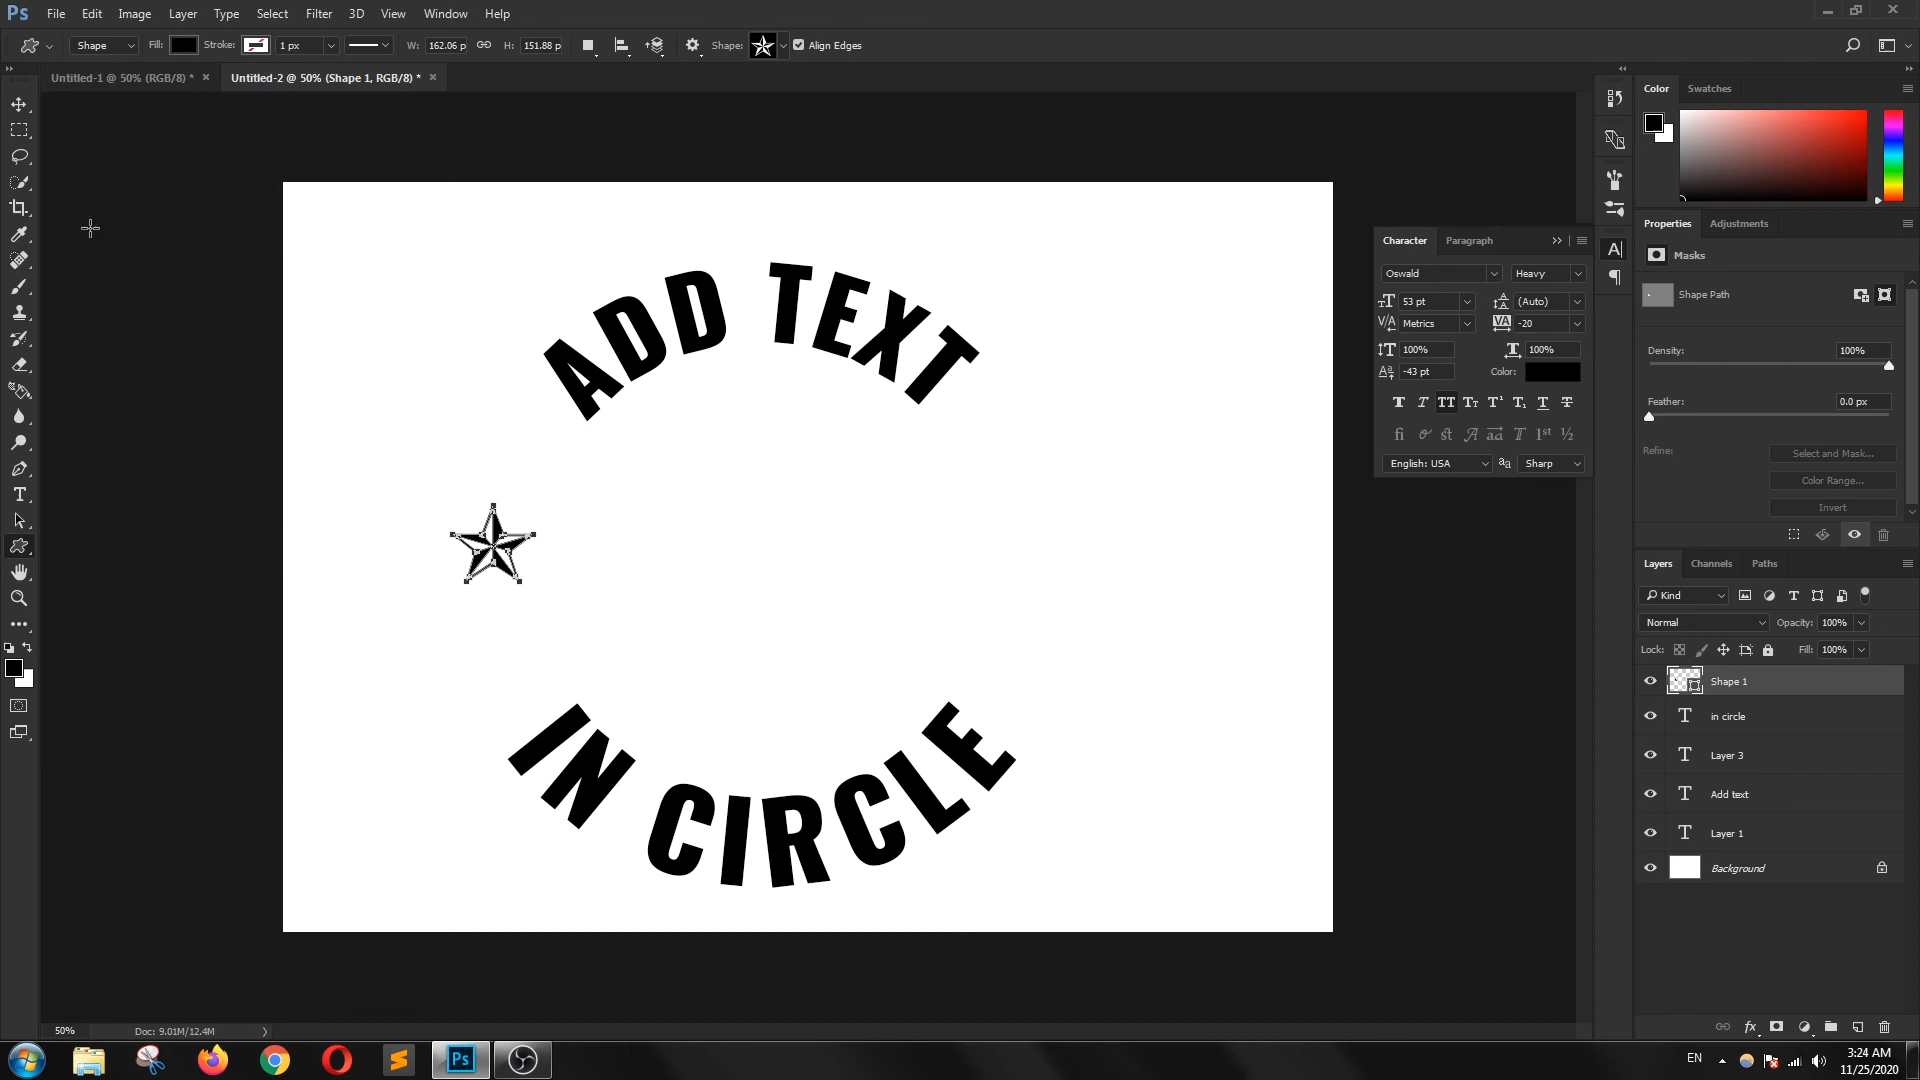 Ps File Edit Image Layer Type Select Filter 3D View Window Help
Shape Fill: Stroke: 1 px W: 162.06 p H: 151.88 p Shape: Align Edges
Untitled-1 @ 50% (RGB/8) * × Untitled-2 @ 50% (Shape 1, RGB/8) * ×
Color Swatches
ADD TEXT
IN CIRCLE
Character Paragraph
Oswald Heavy
53 pt (Auto)
Metrics -20
100% 100%
-43 pt Color:
English: USA Sharp
Properties Adjustments
Masks
Shape Path
Density: 100%
Feather: 0.0 px
Refine: Select and Mask...
Color Range...
Invert
Layers Channels Paths
Kind
Normal Opacity: 100%
Lock: Fill: 100%
Shape 1
in circle
Layer 3
Add text
Layer 1
Background
50% Doc: 9.01M/12.4M
EN 3:24 AM
11/25/2020